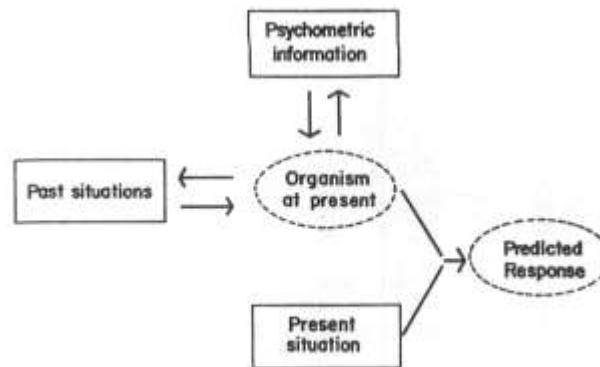 Psychometric
information
Past situations
Organism
at present
Predicted
Response
Present
situation